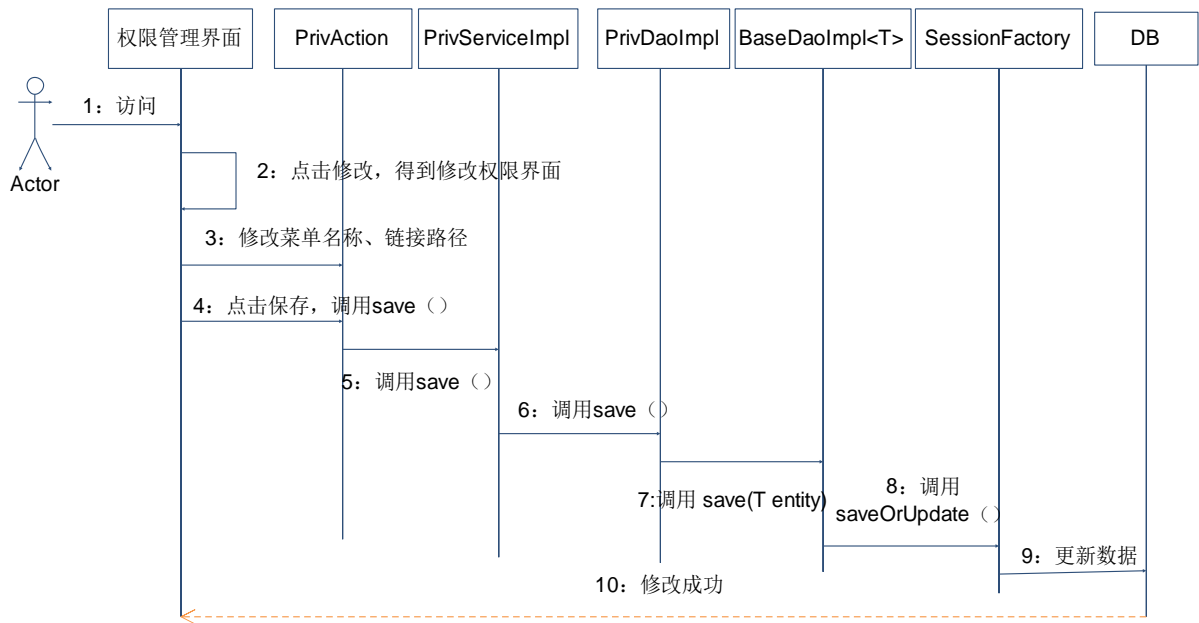 权限管理界面
PrivAction
PrivServiceImpl
PrivDaoImpl
BaseDaoImpl<T>
SessionFactory
DB
1：访问
Actor
2：点击修改，得到修改权限界面
3：修改菜单名称、链接路径
4：点击保存，调用save（）
5：调用save（）
6：调用save（）
7:调用 save(T entity)
8：调用
saveOrUpdate（）
9：更新数据
10：修改成功